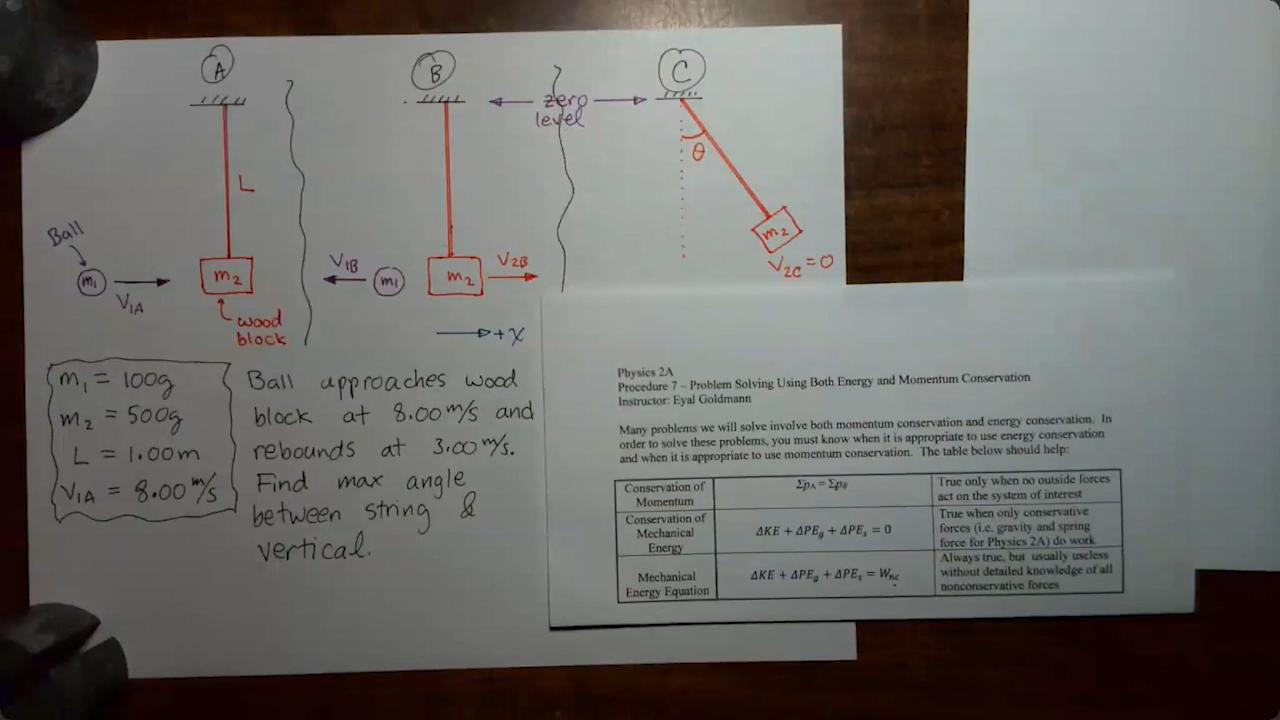 A
B
C
zero
level
L
θ
Ball
m₁
V₁A
m₂
wood
block
V₁B
m₁
m₂
V₂B
+x
m₂
V₂C = 0
m₁ = 100g
m₂ = 500g
L = 1.00m
V₁A = 8.00 m/s
Ball approaches wood
block at 8.00 m/s and
rebounds at 3.00 m/s.
Find max angle
between string &
vertical.
Physics 2A
Procedure 7 – Problem Solving Using Both Energy and Momentum Conservation
Instructor: Eyal Goldmann
Many problems we will solve involve both momentum conservation and energy conservation. In
order to solve these problems, you must know when it is appropriate to use energy conservation
and when it is appropriate to use momentum conservation. The table below should help:
Conservation of
Momentum
Σp_A = Σp_B
True only when no outside forces
act on the system of interest
Conservation of
Mechanical
Energy
ΔKE + ΔPE_g + ΔPE_s = 0
True when only conservative
forces (i.e. gravity and spring
force for Physics 2A) do work
Mechanical
Energy Equation
ΔKE + ΔPE_g + ΔPE_s = W_nc
Always true, but usually useless
without detailed knowledge of all
nonconservative forces